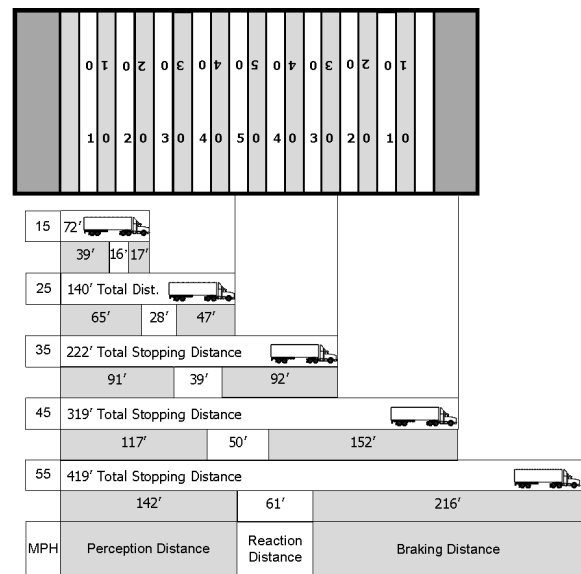 0 1 0 2 0 3 0 4 0 5 0 4 0 3 0 2 0 1
1 0 2 0 3 0 4 0 5 0 4 0 3 0 2 0 1 0
15 72'
39' 16' 17'
25 140' Total Dist.
65' 28' 47'
35 222' Total Stopping Distance
91' 39' 92'
45 319' Total Stopping Distance
117' 50' 152'
55 419' Total Stopping Distance
142' 61' 216'
MPH Perception Distance Reaction Distance Braking Distance